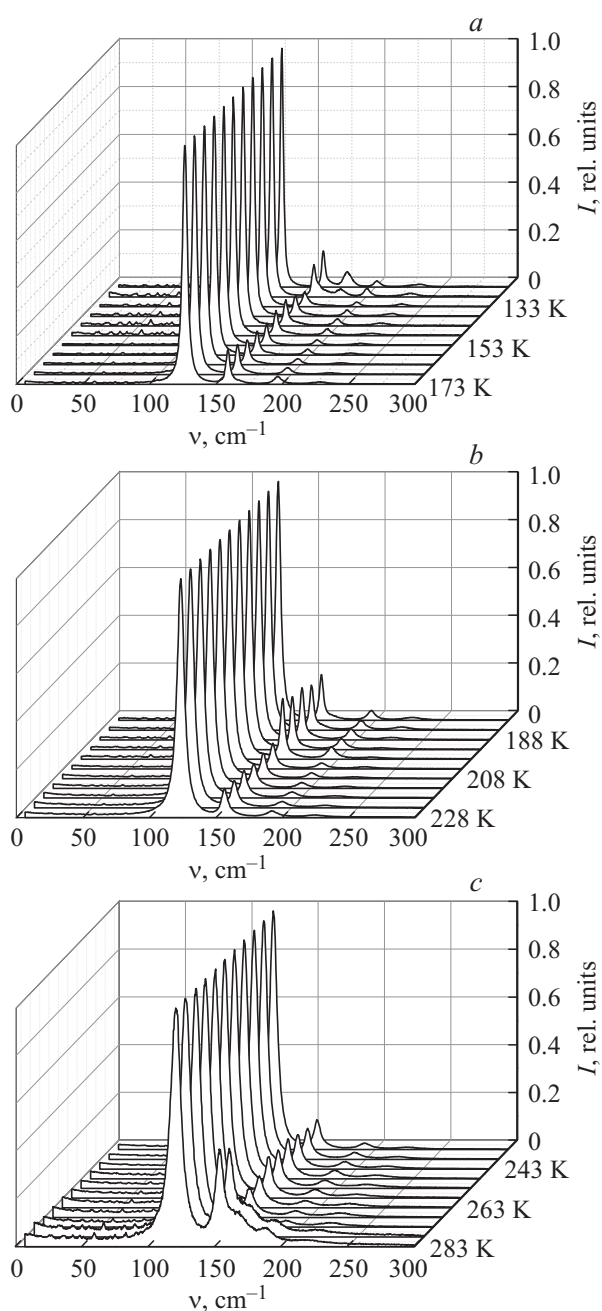 a
1.0
0.8
0.6
0.4
0.2
0
I, rel. units
133 K
153 K
173 K
0 50 100 150 200 250 300
ν, cm–1
b
1.0
0.8
0.6
0.4
0.2
0
I, rel. units
188 K
208 K
228 K
0 50 100 150 200 250 300
ν, cm–1
c
1.0
0.8
0.6
0.4
0.2
0
I, rel. units
243 K
263 K
283 K
0 50 100 150 200 250 300
ν, cm–1